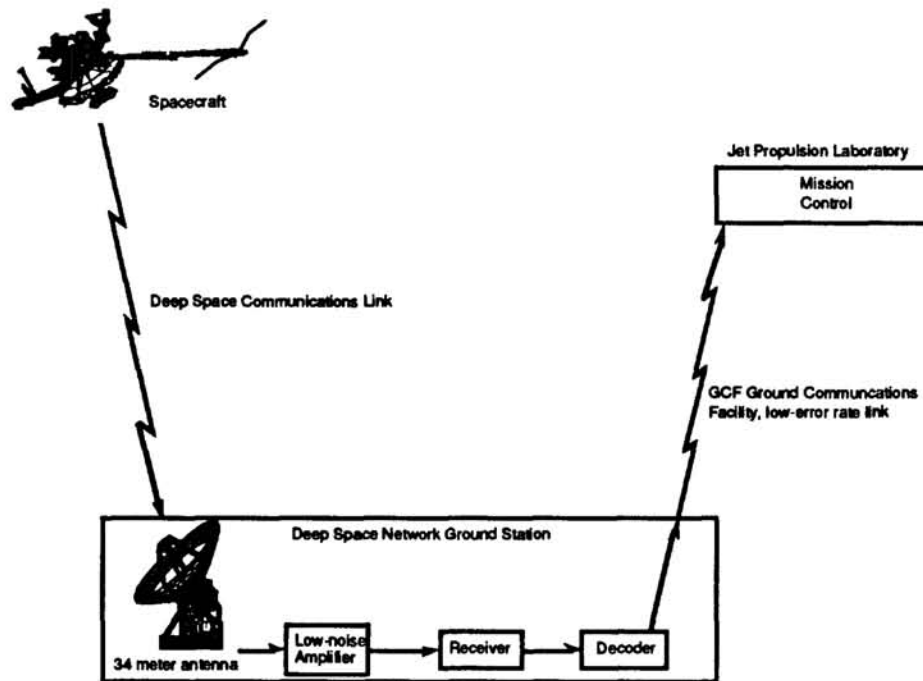 Spacecraft
Jet Propulsion Laboratory
Mission
Control
Deep Space Communications Link
GCF Ground Communcations
Facility, low-error rate link
Deep Space Network Ground Station
34 meter antenna
Low-noise
Amplifier
Receiver
Decoder